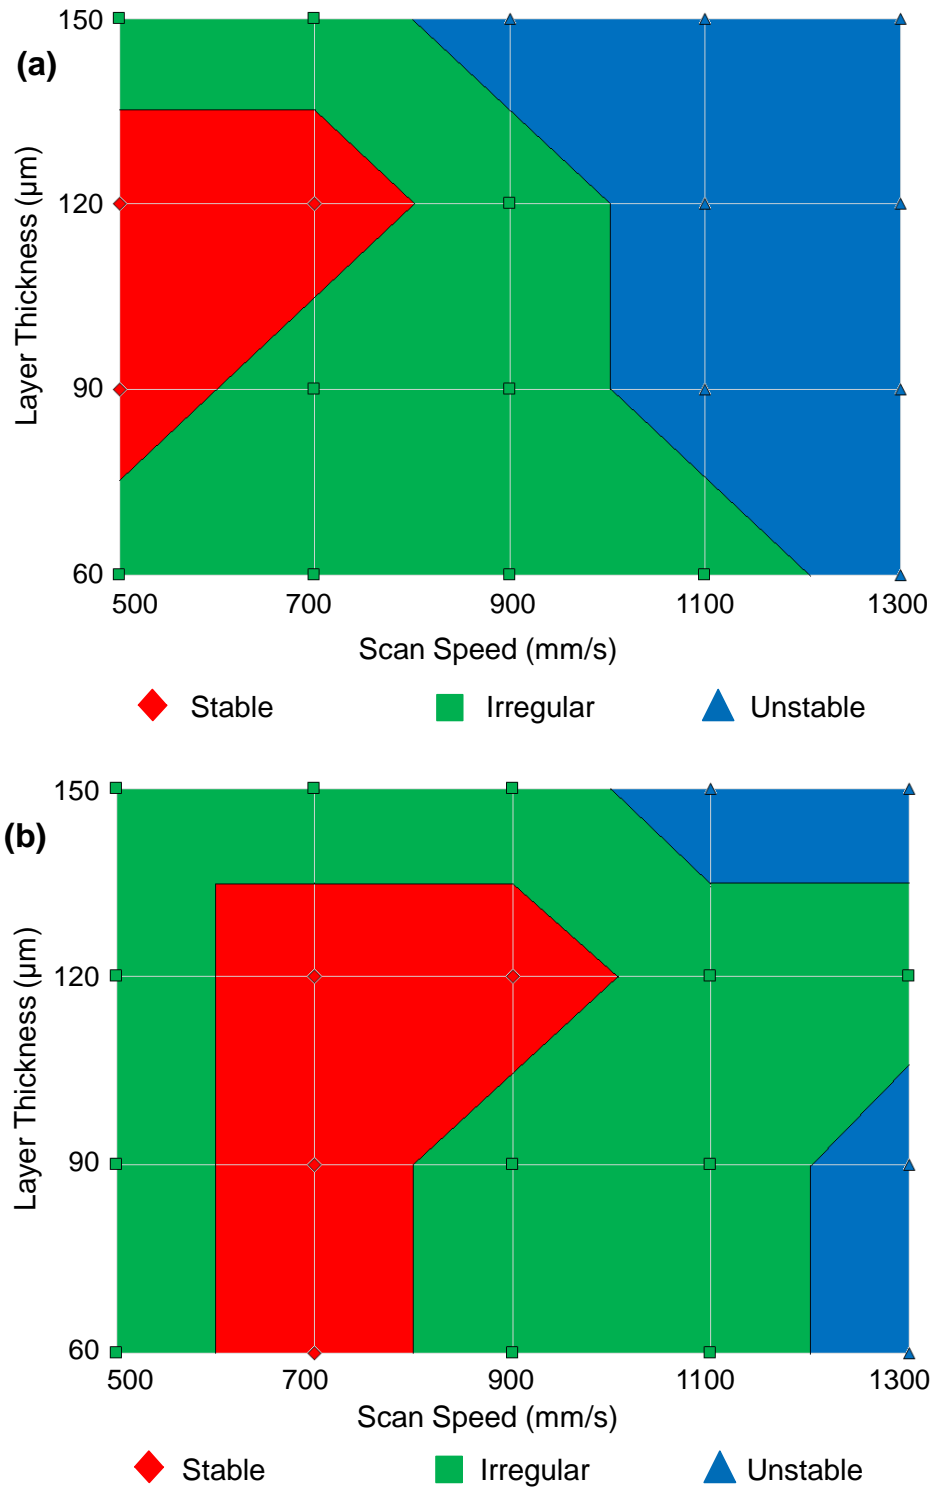 (a)
Layer Thickness (μm)
150
120
90
60
500 700 900 1100 1300
Scan Speed (mm/s)
Stable Irregular Unstable
(b)
Layer Thickness (μm)
150
120
90
60
500 700 900 1100 1300
Scan Speed (mm/s)
Stable Irregular Unstable